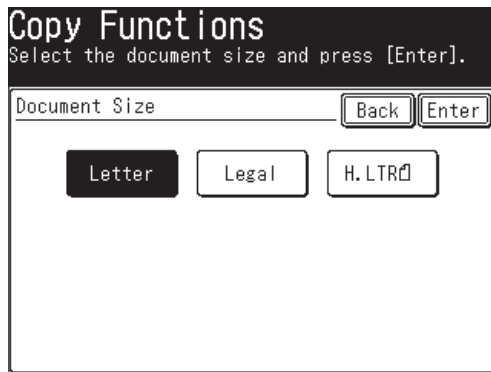 Copy Functions
Select the document size and press [Enter].
Document Size Back Enter
Letter Legal H.LTR